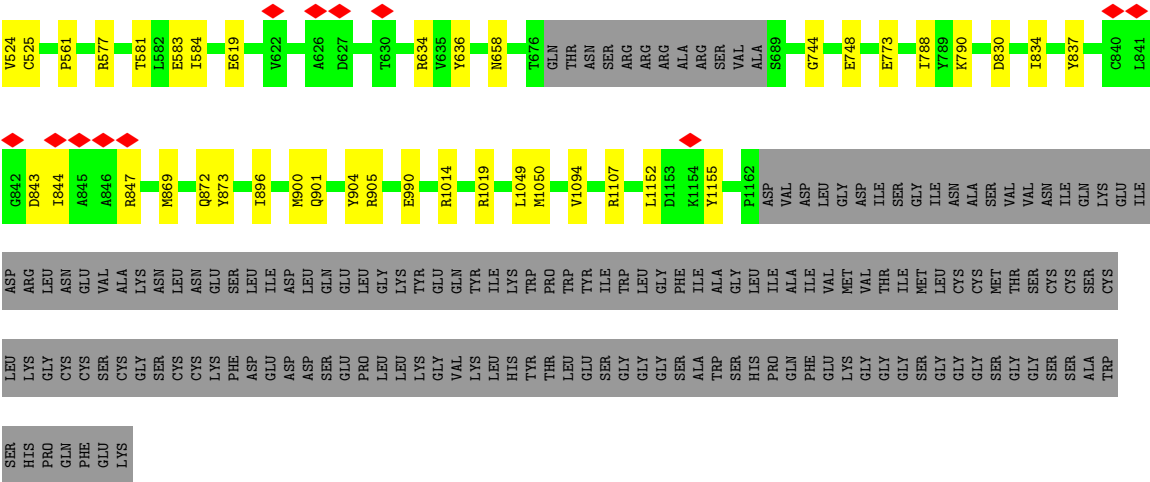 V524 C525 P561 R577 T581 L582 E583 I584 E619 V622 A626 D627 T630 R634 V635 Y636 N658 T676 GLN THR ASN SER ARG ARG ARG ALA ARG SER VAL ALA S689 G744 E748 E773 I788 Y789 K790 D830 I834 Y837 C840 L841
G842 D843 I844 A845 A846 R847 M869 Q872 Y873 I896 M900 Q901 Y904 R905 E990 R1014 R1019 L1049 M1050 V1094 R1107 L1152 D1153 K1154 Y1155 P1162 ASP VAL ASP LEU GLY ASP ILE SER GLY ILE ASN ALA SER VAL VAL ASN ILE GLN LYS GLU ILE
ASP ARG LEU ASN GLU VAL ALA LYS ASN LEU ASN GLU SER LEU ILE ASP LEU GLN GLU LEU GLY LYS TYR GLU GLN TYR ILE LYS TRP PRO TRP TYR ILE TRP LEU GLY PHE ILE ALA GLY LEU ILE ALA ILE VAL MET VAL THR ILE MET LEU CYS CYS MET THR SER CYS CYS SER CYS
LEU LYS GLY CYS CYS SER CYS GLY SER CYS CYS LYS PHE ASP GLU ASP ASP SER GLU PRO LEU LEU LYS GLY VAL LYS LEU HIS TYR THR LEU GLU SER GLY GLY GLY SER ALA TRP SER HIS PRO GLN PHE GLU LYS GLY GLY GLY SER GLY GLY GLY SER GLY GLY SER SER ALA TRP
SER HIS PRO GLN PHE GLU LYS